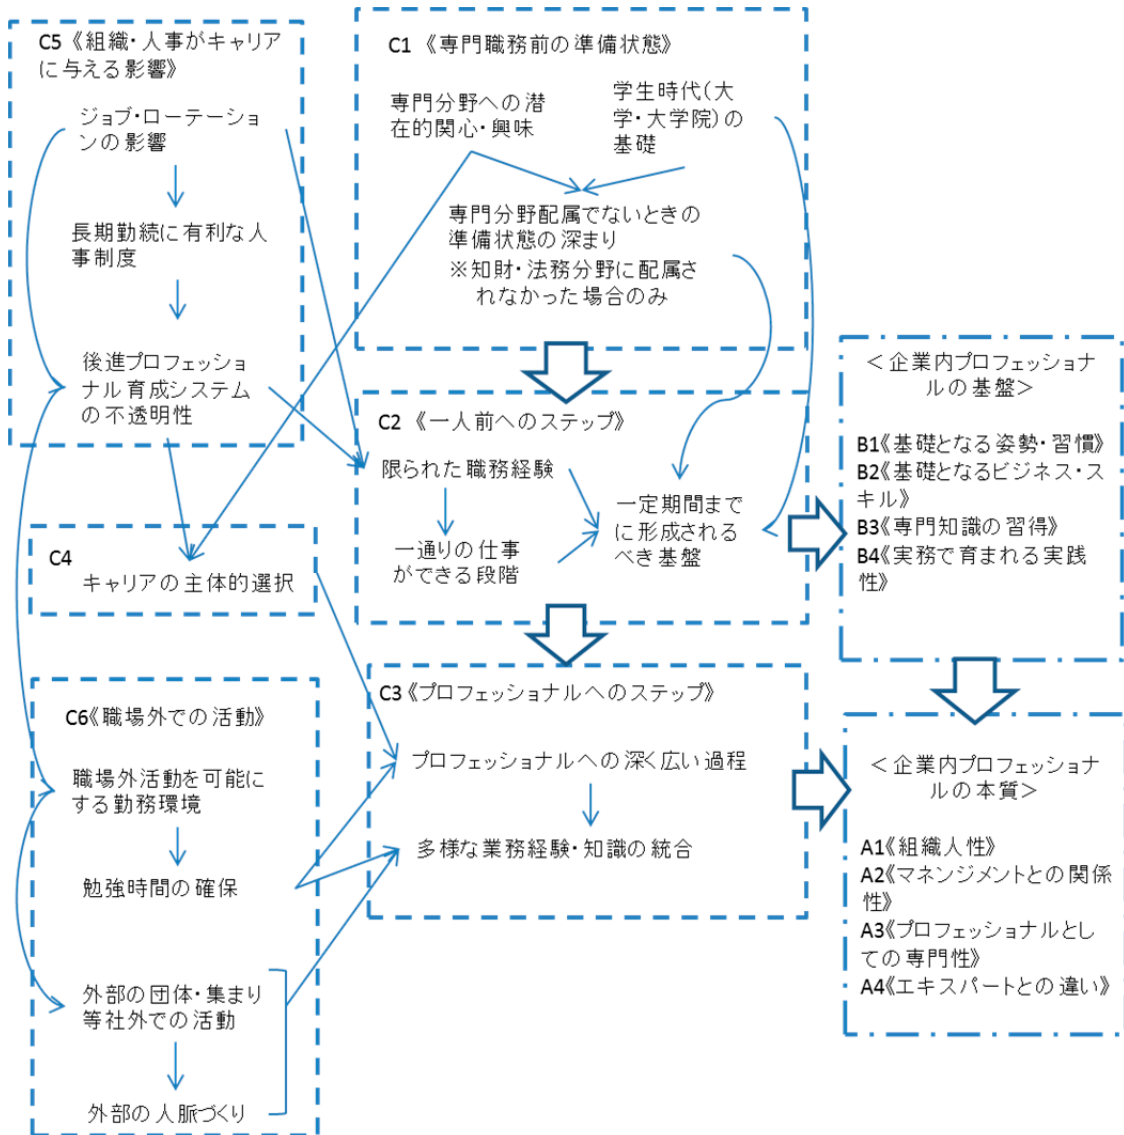 C5《組織・人事がキャリア
に与える影響》
ジョブ・ローテーショ
ンの影響
長期勤続に有利な人
事制度
後進プロフェッショ
ナル育成システム
の不透明性
C1 《専門職務前の準備状態》
専門分野への潜
在的関心・興味
学生時代(大
学・大学院)の
基礎
専門分野配属でないときの
準備状態の深まり
※知財・法務分野に配属さ
れなかった場合のみ
C2 《一人前へのステップ》
限られた職務経験
一通りの仕事
ができる段階
一定期間まで
に形成される
べき基盤
<企業内プロフェッショナ
ルの基盤>
B1《基礎となる姿勢・習慣》
B2《基礎となるビジネス・ス
キル》
B3《専門知識の習得》
B4《実務で育まれる実践
性》
C4
キャリアの主体的選択
C3《プロフェッショナルへのステップ》
プロフェッショナルへの深く広い過程
多様な業務経験・知識の統合
C6《職場外での活動》
職場外活動を可能に
する勤務環境
勉強時間の確保
外部の団体・集まり
等社外での活動
外部の人脈づくり
<企業内プロフェッショナ
ルの本質>
A1《組織人性》
A2《マネンジメントとの関係
性》
A3《プロフェッショナルとし
ての専門性》
A4《エキスパートとの違い》